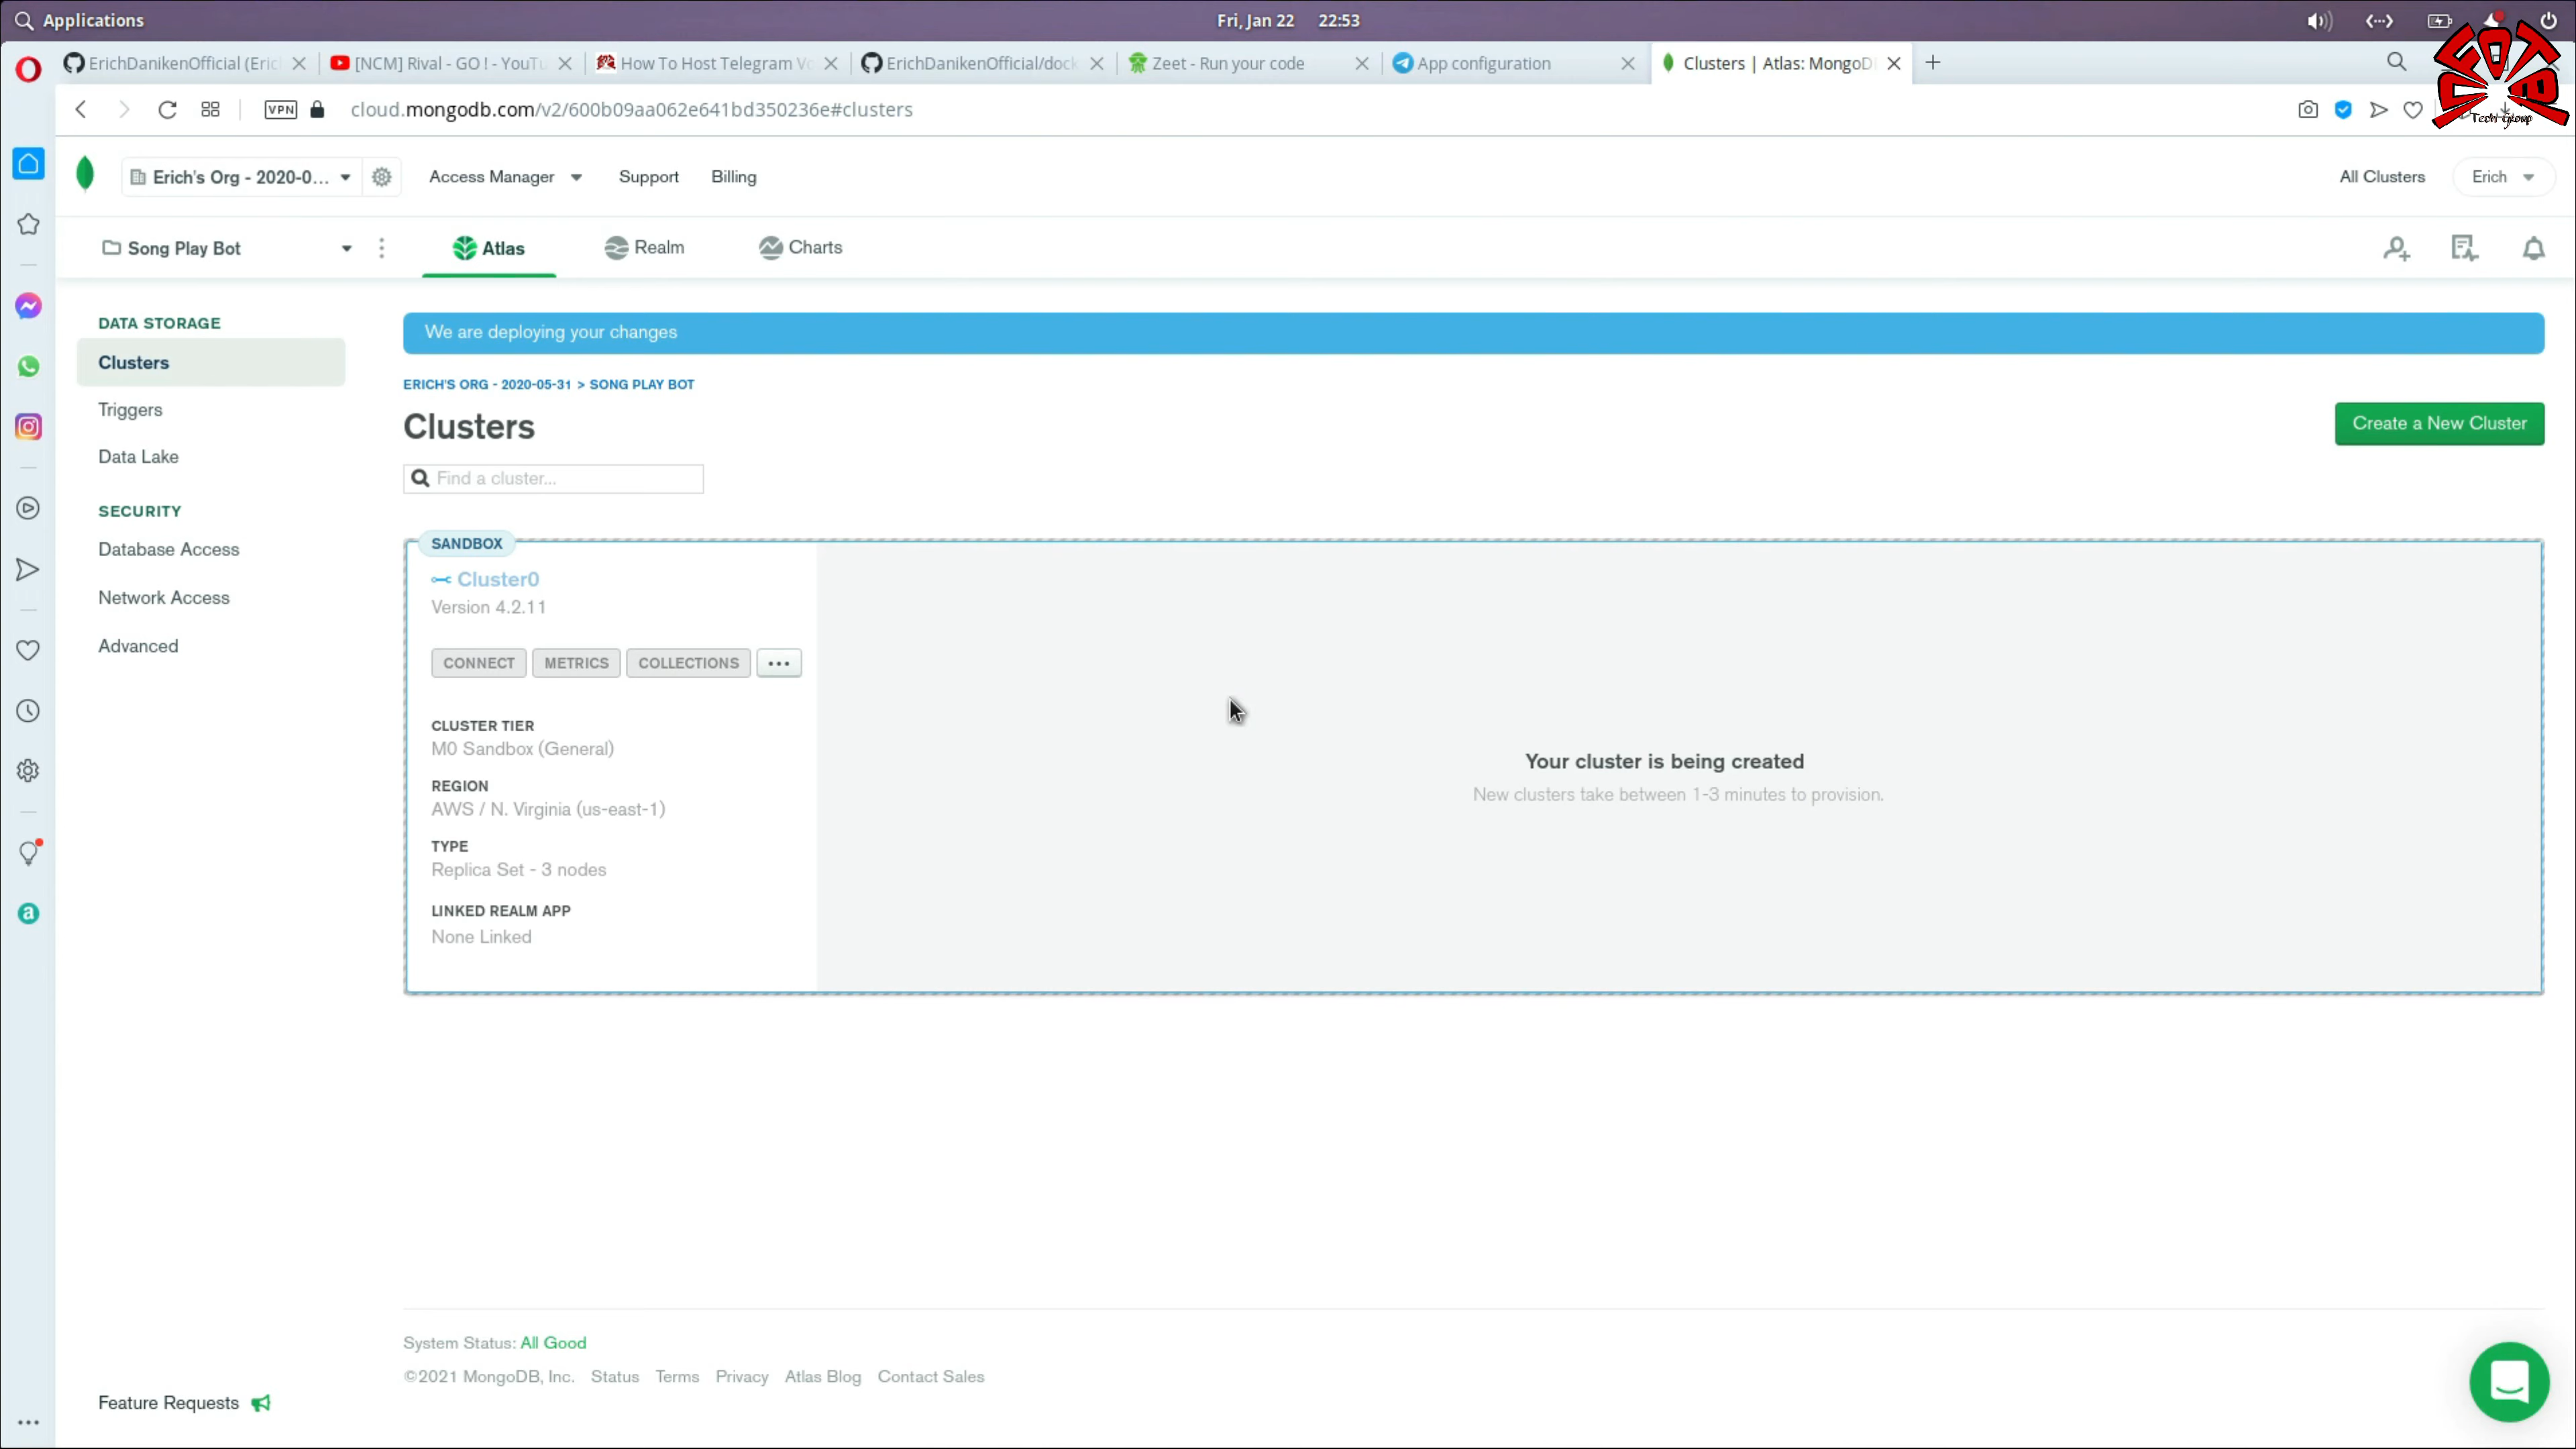 Applications
Fri, Jan 22 22:53
ErichDanikenOfficial (Eric
[NCM] Rival - GO ! - YouTu
How To Host Telegram Vo
ErichDanikenOfficial/dock
Zeet - Run your code
App configuration
Clusters | Atlas: MongoD
VPN
cloud.mongodb.com/v2/600b09aa062e641bd350236e#clusters
Tech Group
Erich's Org - 2020-0...
Access Manager
Support
Billing
All Clusters
Erich
Song Play Bot
Atlas
Realm
Charts
DATA STORAGE
Clusters
Triggers
Data Lake
SECURITY
Database Access
Network Access
Advanced
We are deploying your changes
ERICH'S ORG - 2020-05-31 > SONG PLAY BOT
Clusters
Create a New Cluster
Find a cluster...
SANDBOX
Cluster0
Version 4.2.11
CONNECT
METRICS
COLLECTIONS
...
CLUSTER TIER
M0 Sandbox (General)
REGION
AWS / N. Virginia (us-east-1)
TYPE
Replica Set - 3 nodes
LINKED REALM APP
None Linked
Your cluster is being created
New clusters take between 1-3 minutes to provision.
System Status: All Good
©2021 MongoDB, Inc. Status Terms Privacy Atlas Blog Contact Sales
Feature Requests